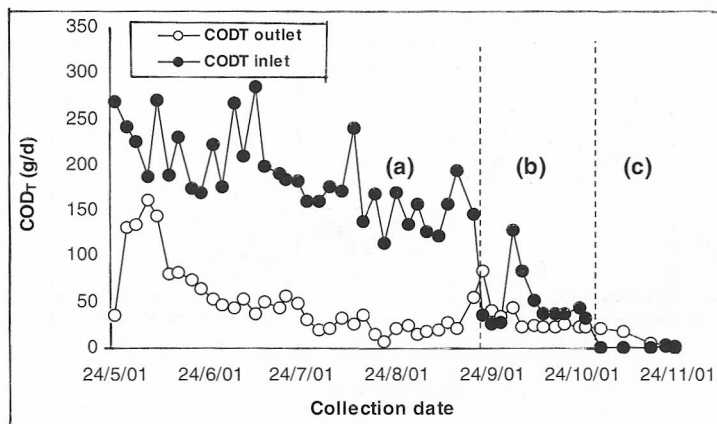 350
300
250
200
150
100
50
0
COD_T (g/d)
CODT outlet
CODT inlet
(a)
(b)
(c)
24/5/01 24/6/01 24/7/01 24/8/01 24/9/01 24/10/01 24/11/01
Collection date